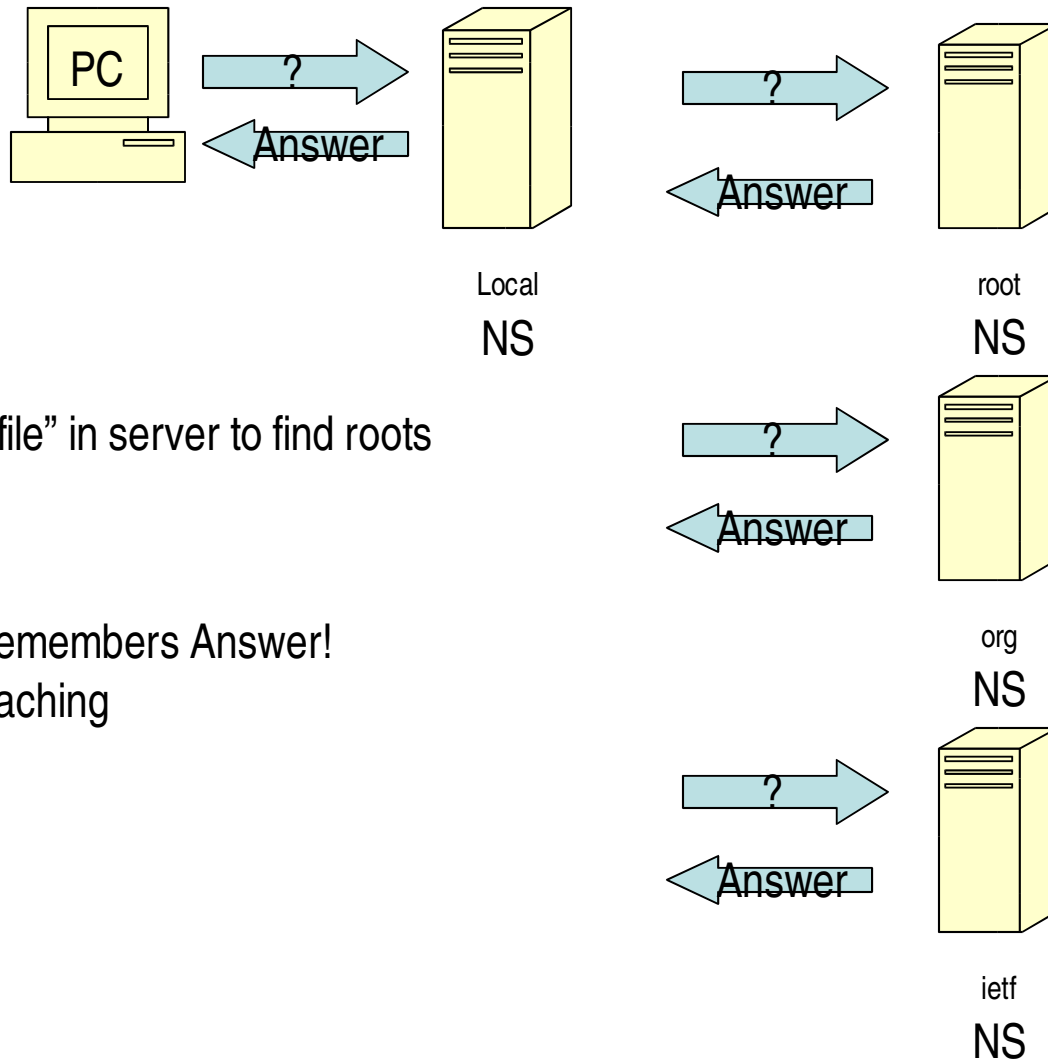 PC
?
Answer
?
Answer
Local
NS
root
NS
file” in server to find roots
?
Answer
emembers Answer!
aching
org
NS
?
Answer
ietf
NS